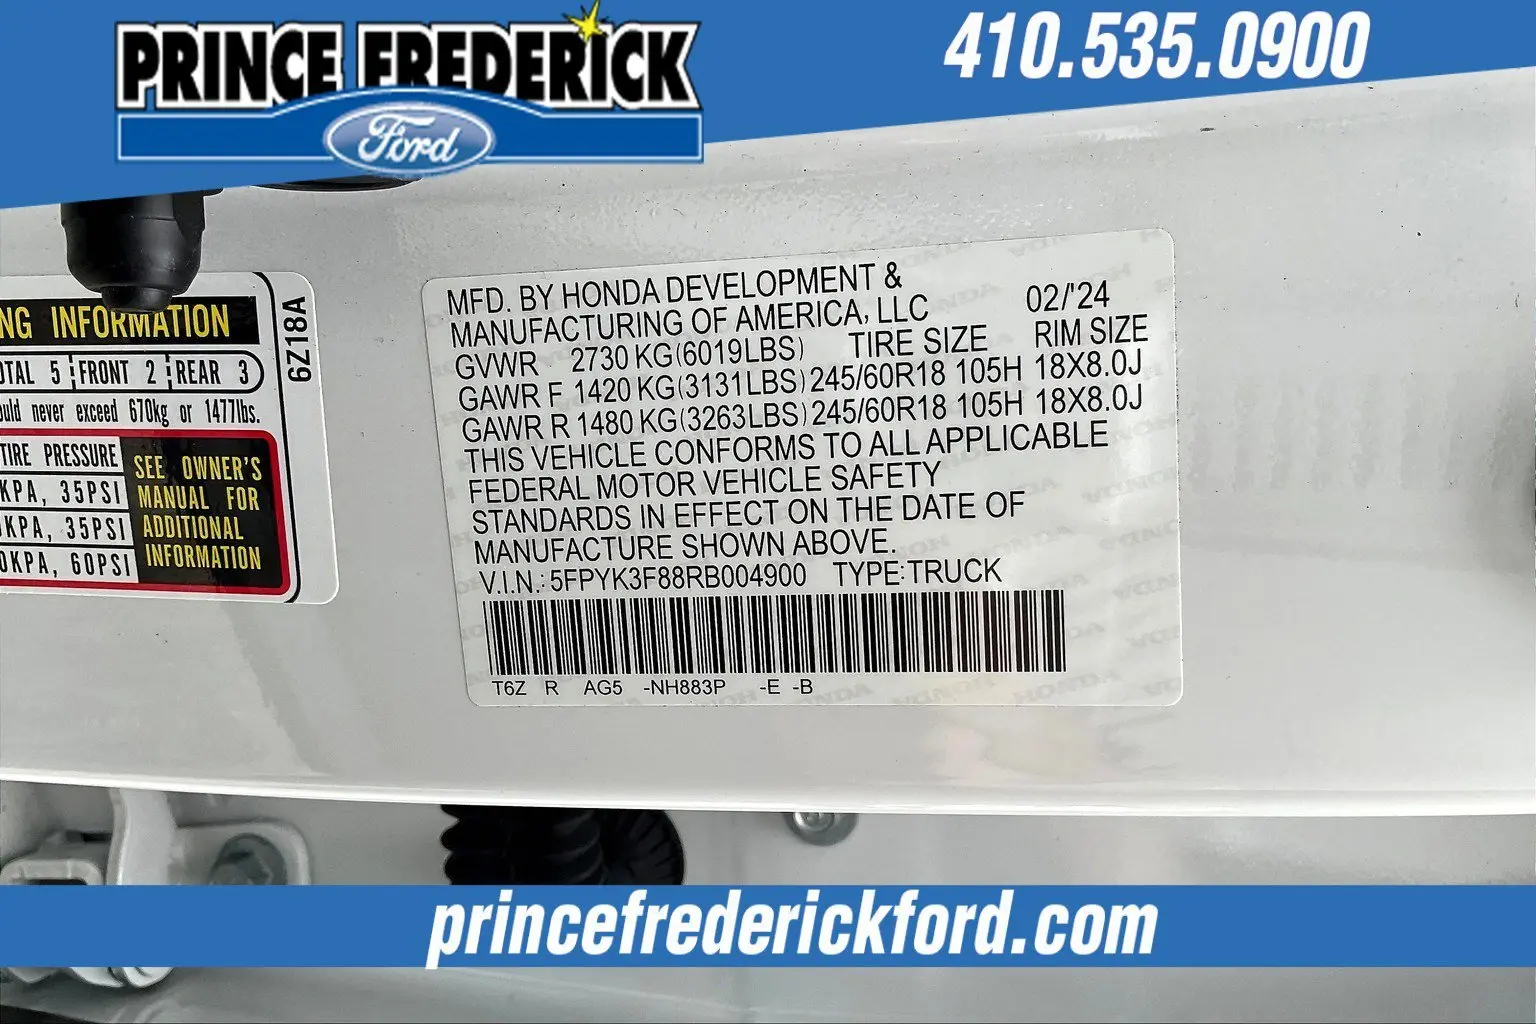 PRINCE FREDERICK
Ford
410.535.0900
NG INFORMATION
TOTAL 5 FRONT 2 REAR 3
should never exceed 670kg or 1477lbs.
TIRE PRESSURE
KPA, 35PSI
0KPA, 35PSI
0KPA, 60PSI
SEE OWNER'S
MANUAL FOR
ADDITIONAL
INFORMATION
6Z18A
MFD. BY HONDA DEVELOPMENT &
MANUFACTURING OF AMERICA, LLC 02/'24
GVWR 2730 KG(6019LBS) TIRE SIZE RIM SIZE
GAWR F 1420 KG(3131LBS) 245/60R18 105H 18X8.0J
GAWR R 1480 KG(3263LBS) 245/60R18 105H 18X8.0J
THIS VEHICLE CONFORMS TO ALL APPLICABLE
FEDERAL MOTOR VEHICLE SAFETY
STANDARDS IN EFFECT ON THE DATE OF
MANUFACTURE SHOWN ABOVE.
V.I.N.: 5FPYK3F88RB004900 TYPE:TRUCK
T6Z R AG5 -NH883P -E -B
princefrederickford.com